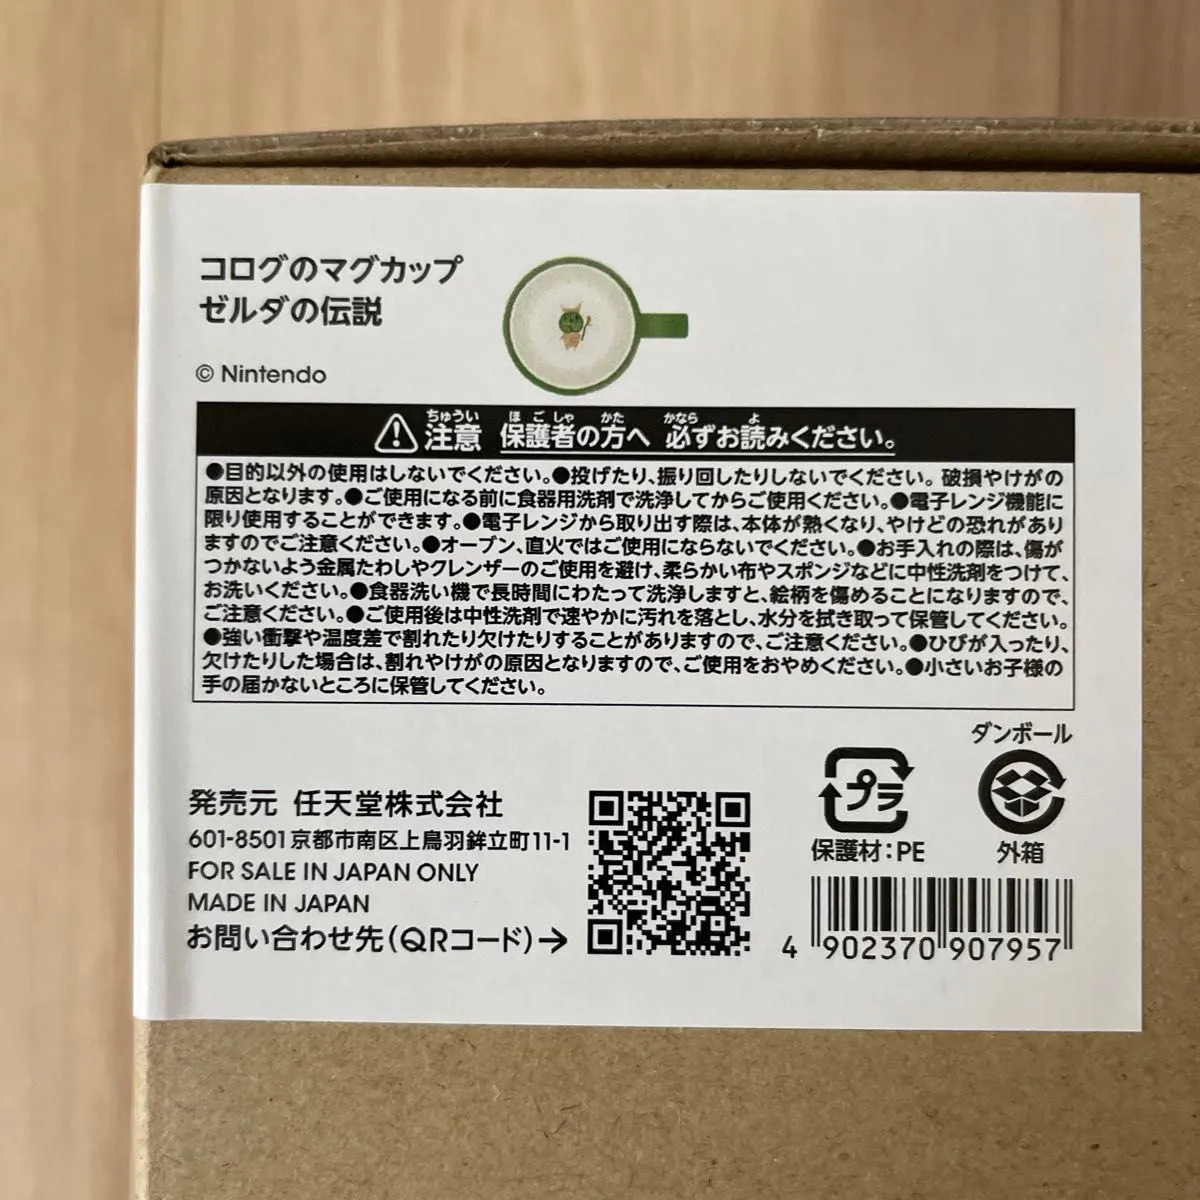 コログのマグカップ
ゼルダの伝説
© Nintendo
ちゅうい ほごしゃ かた かなら よ
注意 保護者の方へ 必ずお読みください。
●目的以外の使用はしないでください。●投げたり、振り回したりしないでください。破損やけがの
原因となります。●ご使用になる前に食器用洗剤で洗浄してからご使用ください。●電子レンジ機能に
限り使用することができます。●電子レンジから取り出す際は、本体が熱くなり、やけどの恐れがあり
ますのでご注意ください。●オーブン、直火ではご使用にならないでください。●お手入れの際は、傷が
つかないよう金属たわしやクレンザーのご使用を避け、柔らかい布やスポンジなどに中性洗剤をつけて、
お洗いください。●食器洗い機で長時間にわたって洗浄しますと、絵柄を傷めることになりますので、
ご注意ください。●ご使用後は中性洗剤で速やかに汚れを落とし、水分を拭き取って保管してください。
●強い衝撃や温度差で割れたり欠けたりすることがありますので、ご注意ください。●ひびが入ったり、
欠けたりした場合は、割れやけがの原因となりますので、ご使用をおやめください。●小さいお子様の
手の届かないところに保管してください。
発売元 任天堂株式会社
601-8501 京都市南区上鳥羽鉾立町11-1
FOR SALE IN JAPAN ONLY
MADE IN JAPAN
お問い合わせ先(QRコード)→
プラ
保護材:PE
ダンボール
外箱
4 902370 907957